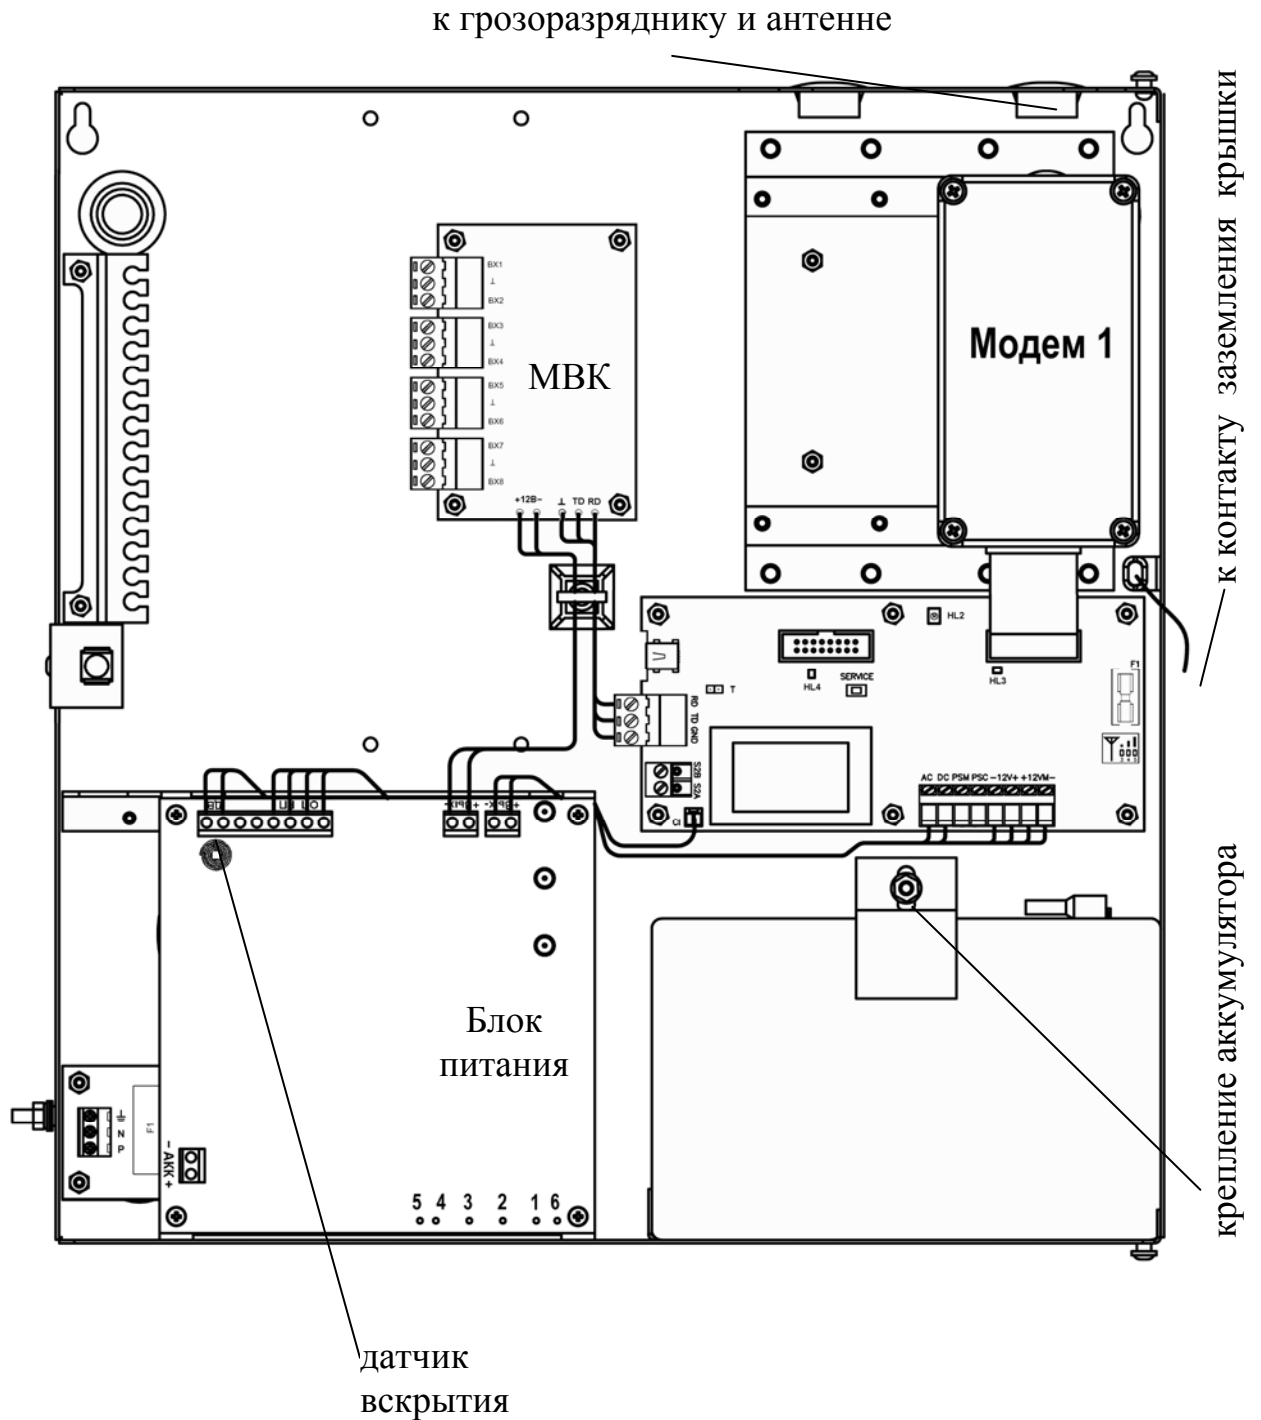 к грозоразряднику и антенне
к контакту заземления крышки
Модем 1
ВХ1
⊥
ВХ2
ВХ3
⊥
ВХ4
МВК
ВХ5
⊥
ВХ6
ВХ7
⊥
ВХ8
+12В- ⊥ TD RD
HL2
HL4
SERVICE
HL3
F1
T
RD TD GND
S2B S2A
AC DC PSM PSC -12V+ +12VM-
крепление аккумулятора
Блок
питания
F1
N
P
- АКК +
5 4 3 2 1 6
датчик
вскрытия